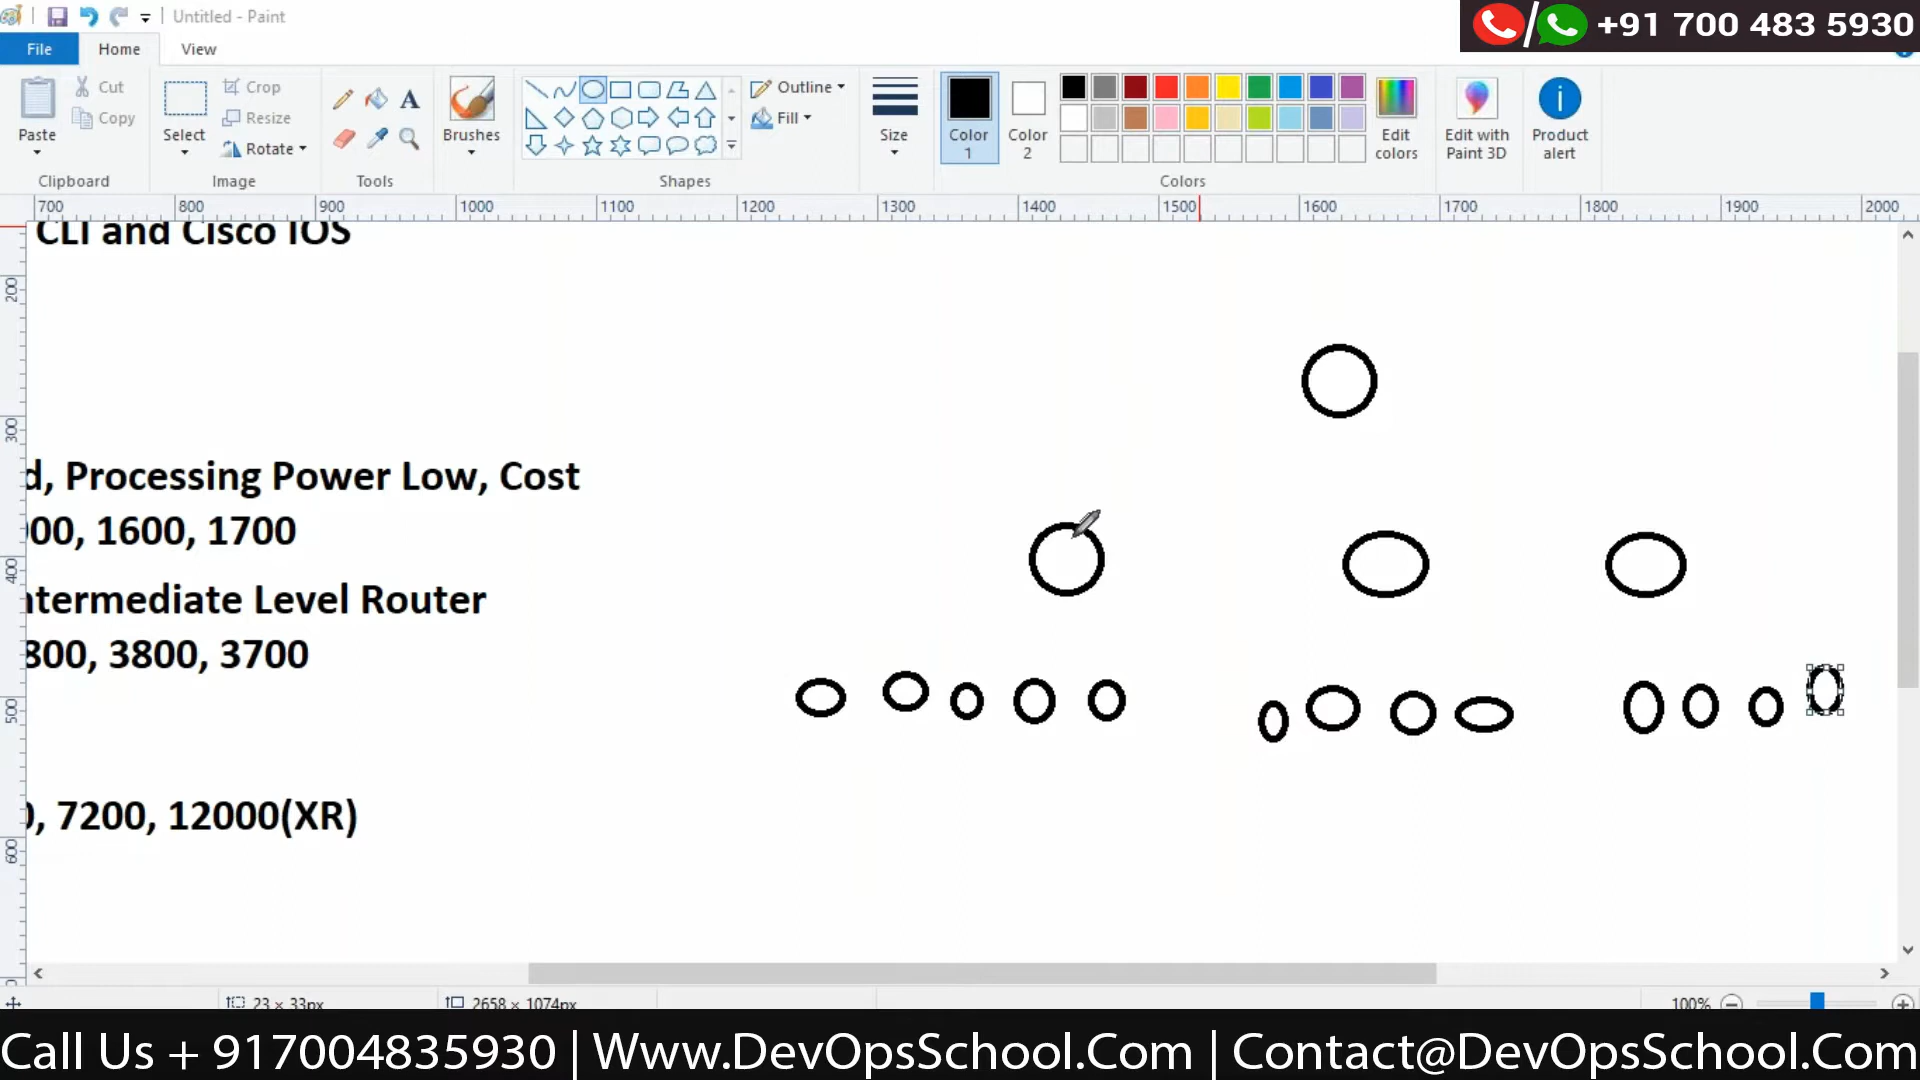 Untitled - Paint
+91 700 483 5930
File Home View
Paste
Cut
Copy
Clipboard
Select
Crop
Resize
Rotate
Image
Tools
Brushes
Shapes
Outline
Fill
Size
Color 1
Color 2
Colors
Edit colors
Edit with Paint 3D
Product alert
700 800 900 1000 1100 1200 1300 1400 1500 1600 1700 1800 1900 2000
200
300
400
500
600
CLI and Cisco IOS
d, Processing Power Low, Cost
00, 1600, 1700
ntermediate Level Router
800, 3800, 3700
, 7200, 12000(XR)
23 × 33px
2658 × 1074px
100%
Call Us + 917004835930 | Www.DevOpsSchool.Com | Contact@DevOpsSchool.Com